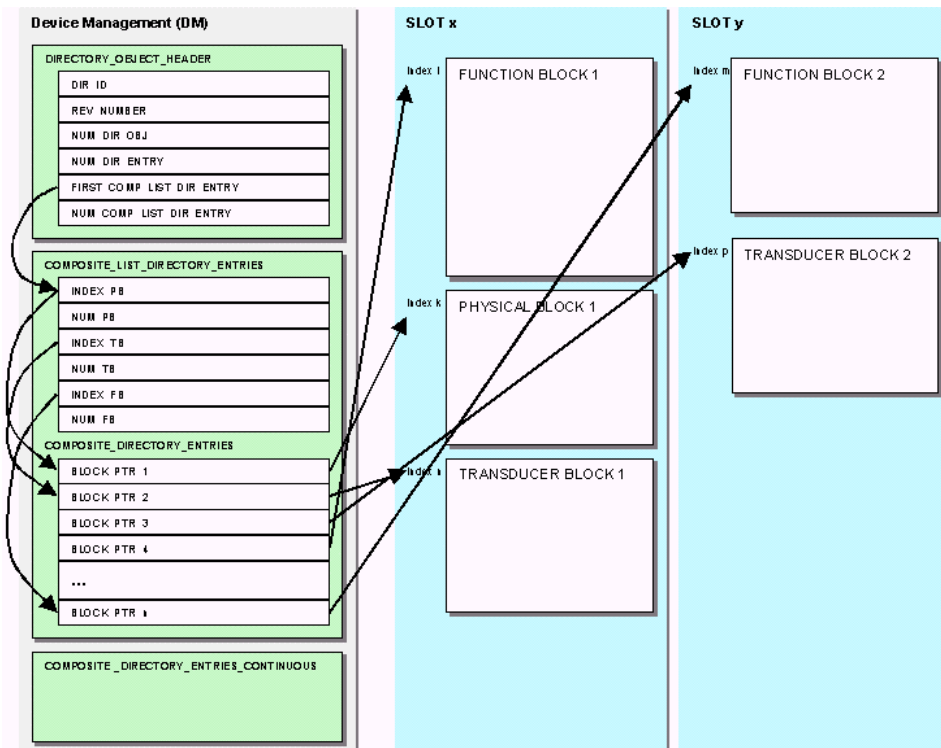 Device Management (DM)
DIRECTORY_OBJECT_HEADER
DIR ID
REV NUMBER
NUM DIR OBJ
NUM DIR ENTRY
FIRST COMP LIST DIR ENTRY
NUM COMP LIST DIR ENTRY
COMPOSITE_LIST_DIRECTORY_ENTRIES
INDEX PB
NUM PB
INDEX TB
NUM TB
INDEX FB
NUM FB
COMPOSITE_DIRECTORY_ENTRIES
BLOCK PTR 1
BLOCK PTR 2
BLOCK PTR 3
BLOCK PTR 4
...
BLOCK PTR n
COMPOSITE_DIRECTORY_ENTRIES_CONTINUOUS
SLOT x
Index l
FUNCTION BLOCK 1
Index k
PHYSICAL BLOCK 1
Index n
TRANSDUCER BLOCK 1
SLOT y
Index m
FUNCTION BLOCK 2
Index p
TRANSDUCER BLOCK 2